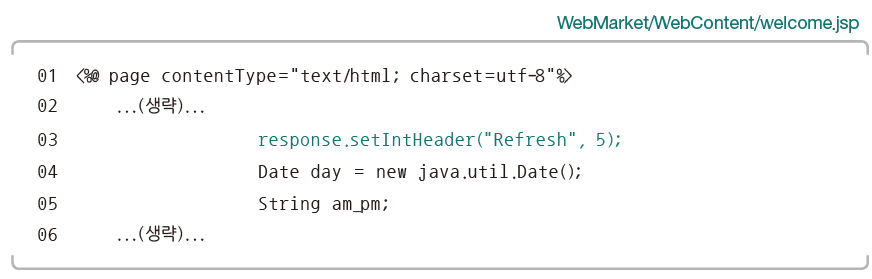 WebMarket/WebContent/welcome.jsp
01 <%@ page contentType="text/html; charset=utf-8"%>
02 ...(생략)...
03 response.setIntHeader("Refresh", 5);
04 Date day = new java.util.Date();
05 String am_pm;
06 ...(생략)...